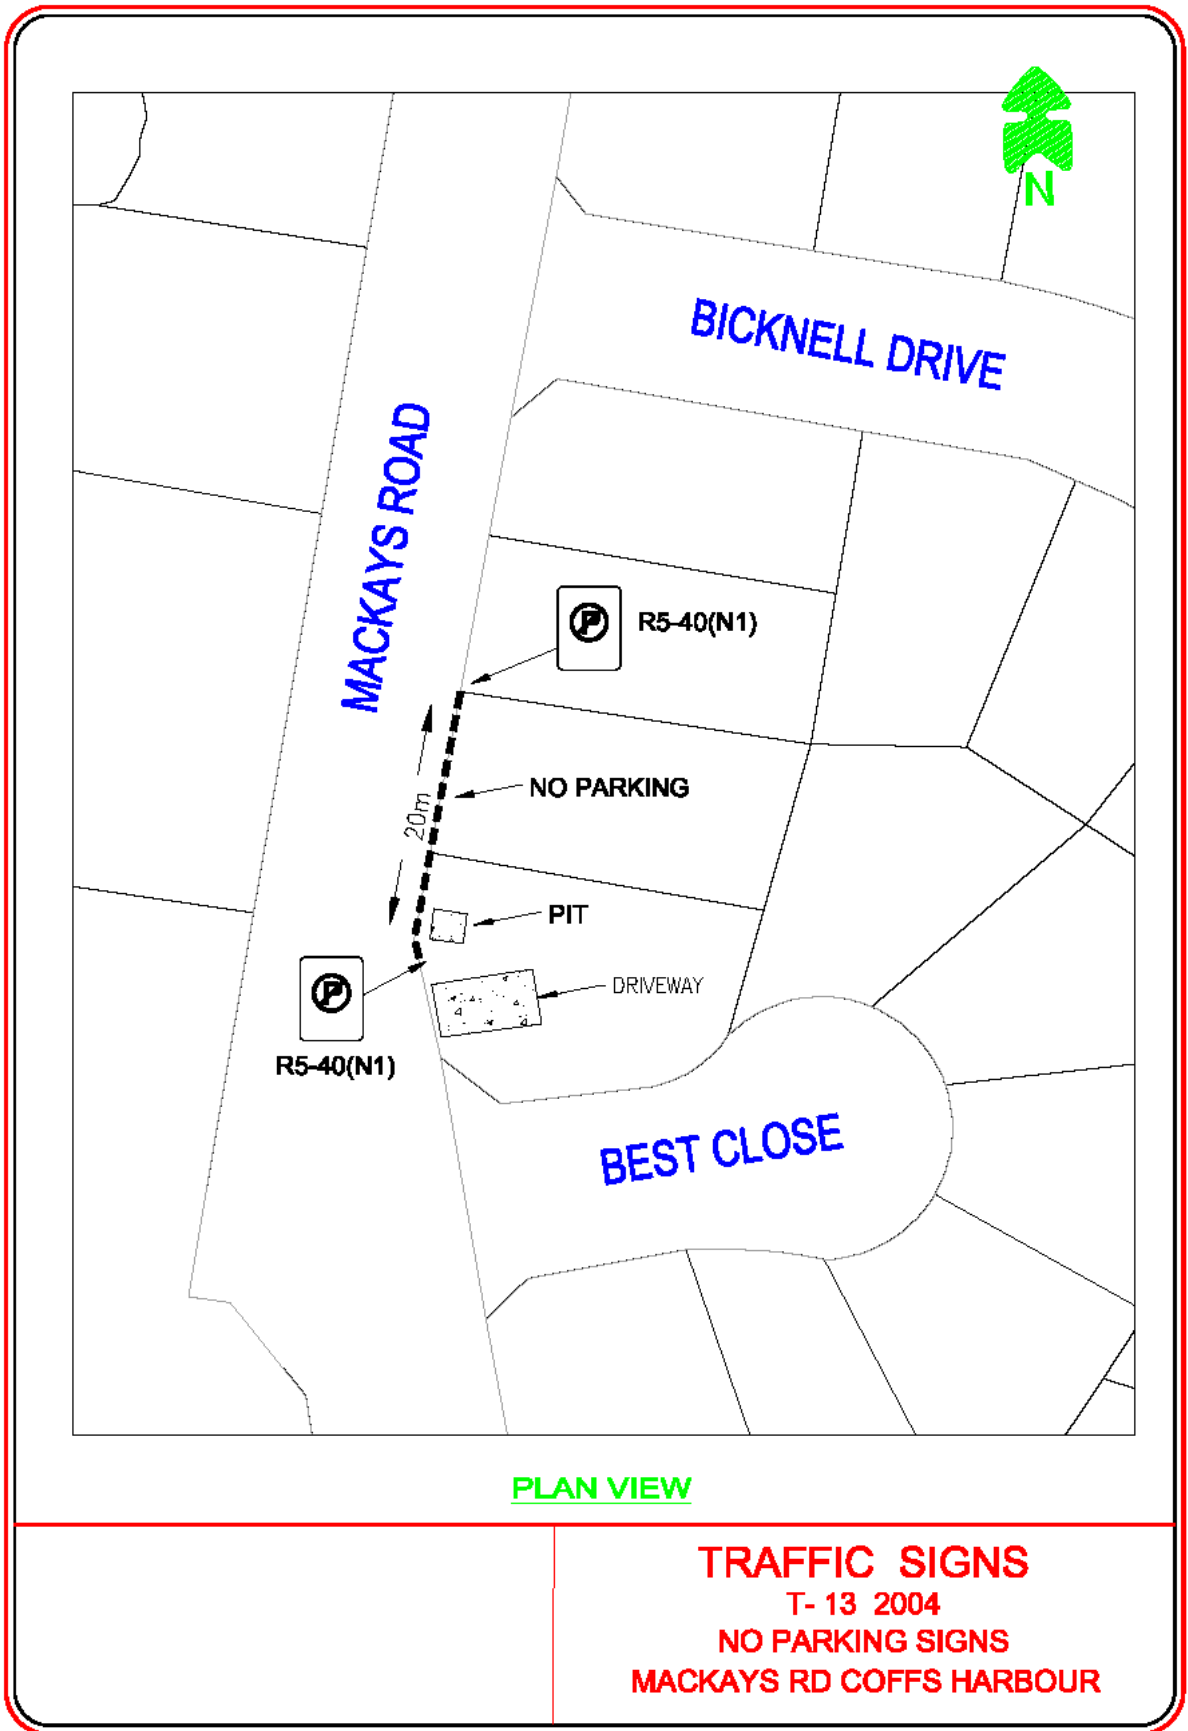 N
BICKNELL DRIVE
MACKAYS ROAD
P
R5-40(N1)
NO PARKING
20m
PIT
P
DRIVEWAY
R5-40(N1)
BEST CLOSE
PLAN VIEW
TRAFFIC SIGNS
T- 13 2004
NO PARKING SIGNS
MACKAYS RD COFFS HARBOUR